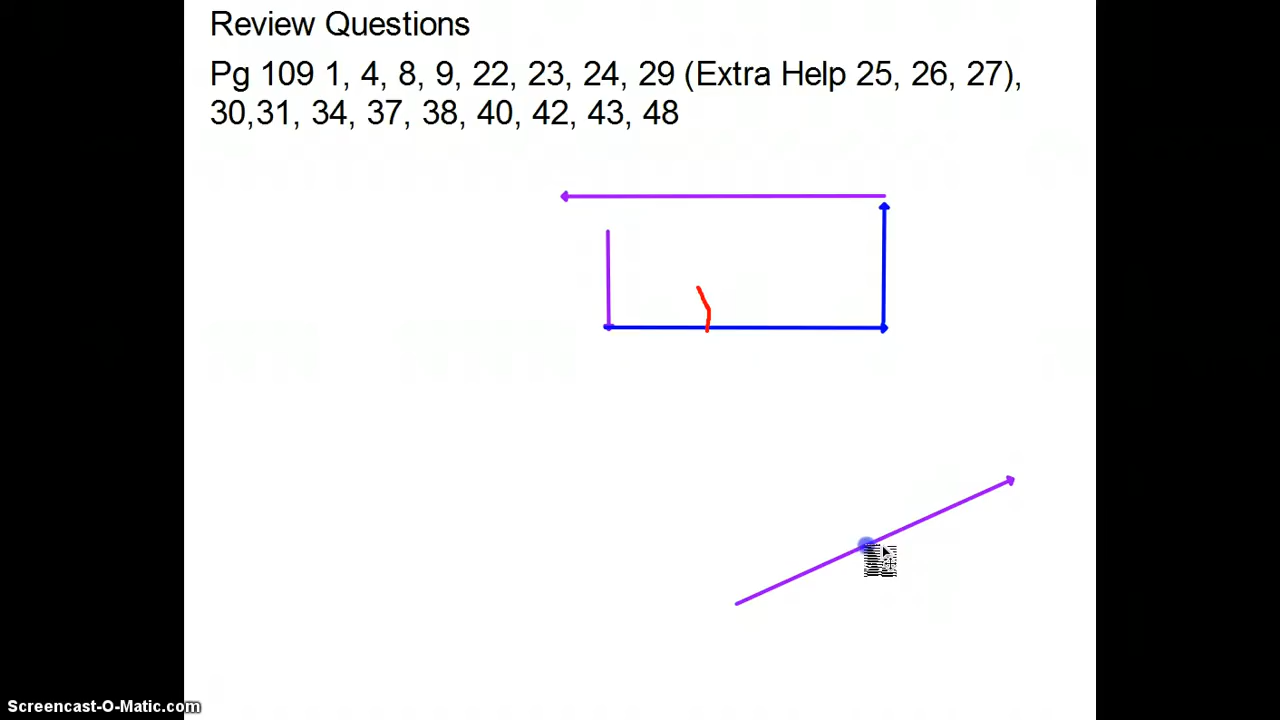 Review Questions
Pg 109 1, 4, 8, 9, 22, 23, 24, 29 (Extra Help 25, 26, 27),
30,31, 34, 37, 38, 40, 42, 43, 48
Screencast-O-Matic.com